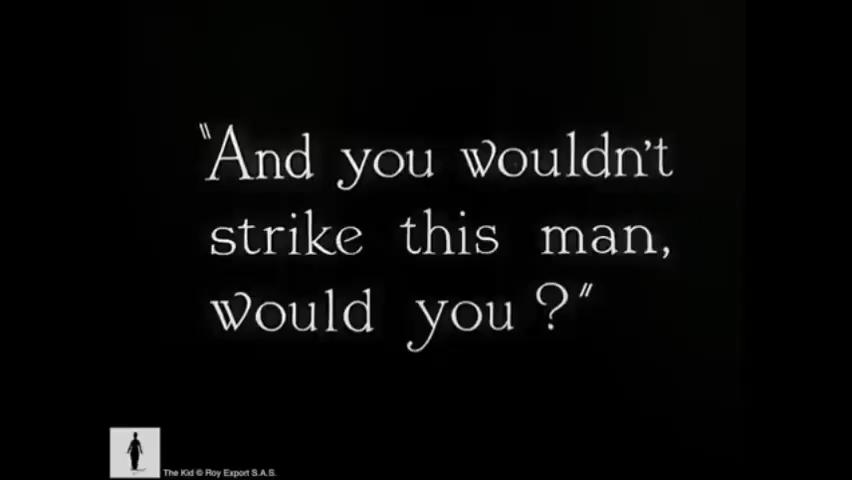 "And you wouldn't
strike this man,
would you?"
The Kid © Roy Export S.A.S.